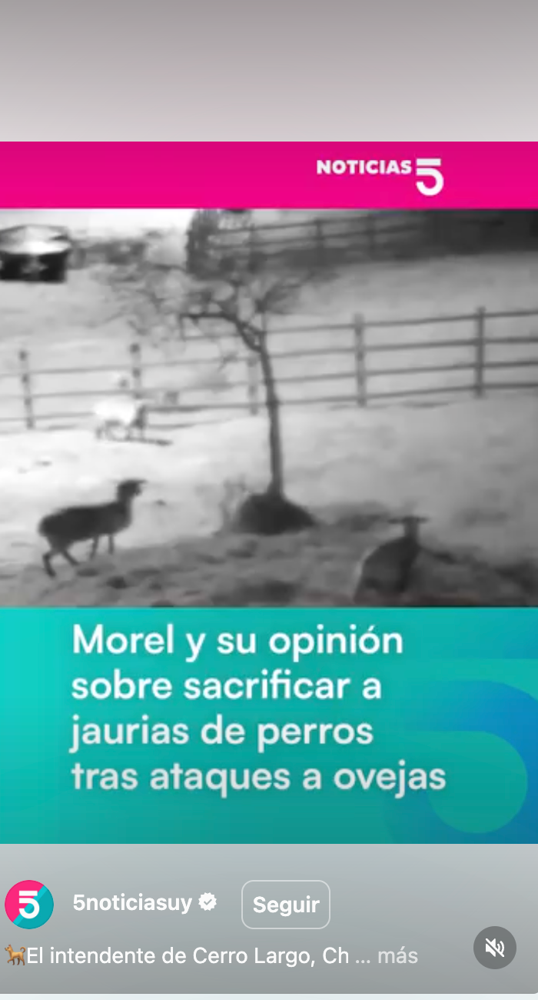 NOTICIAS 5
Morel y su opinión
sobre sacrificar a
jaurias de perros
tras ataques a ovejas
5
5noticiasuy
Seguir
El intendente de Cerro Largo, Ch ... más